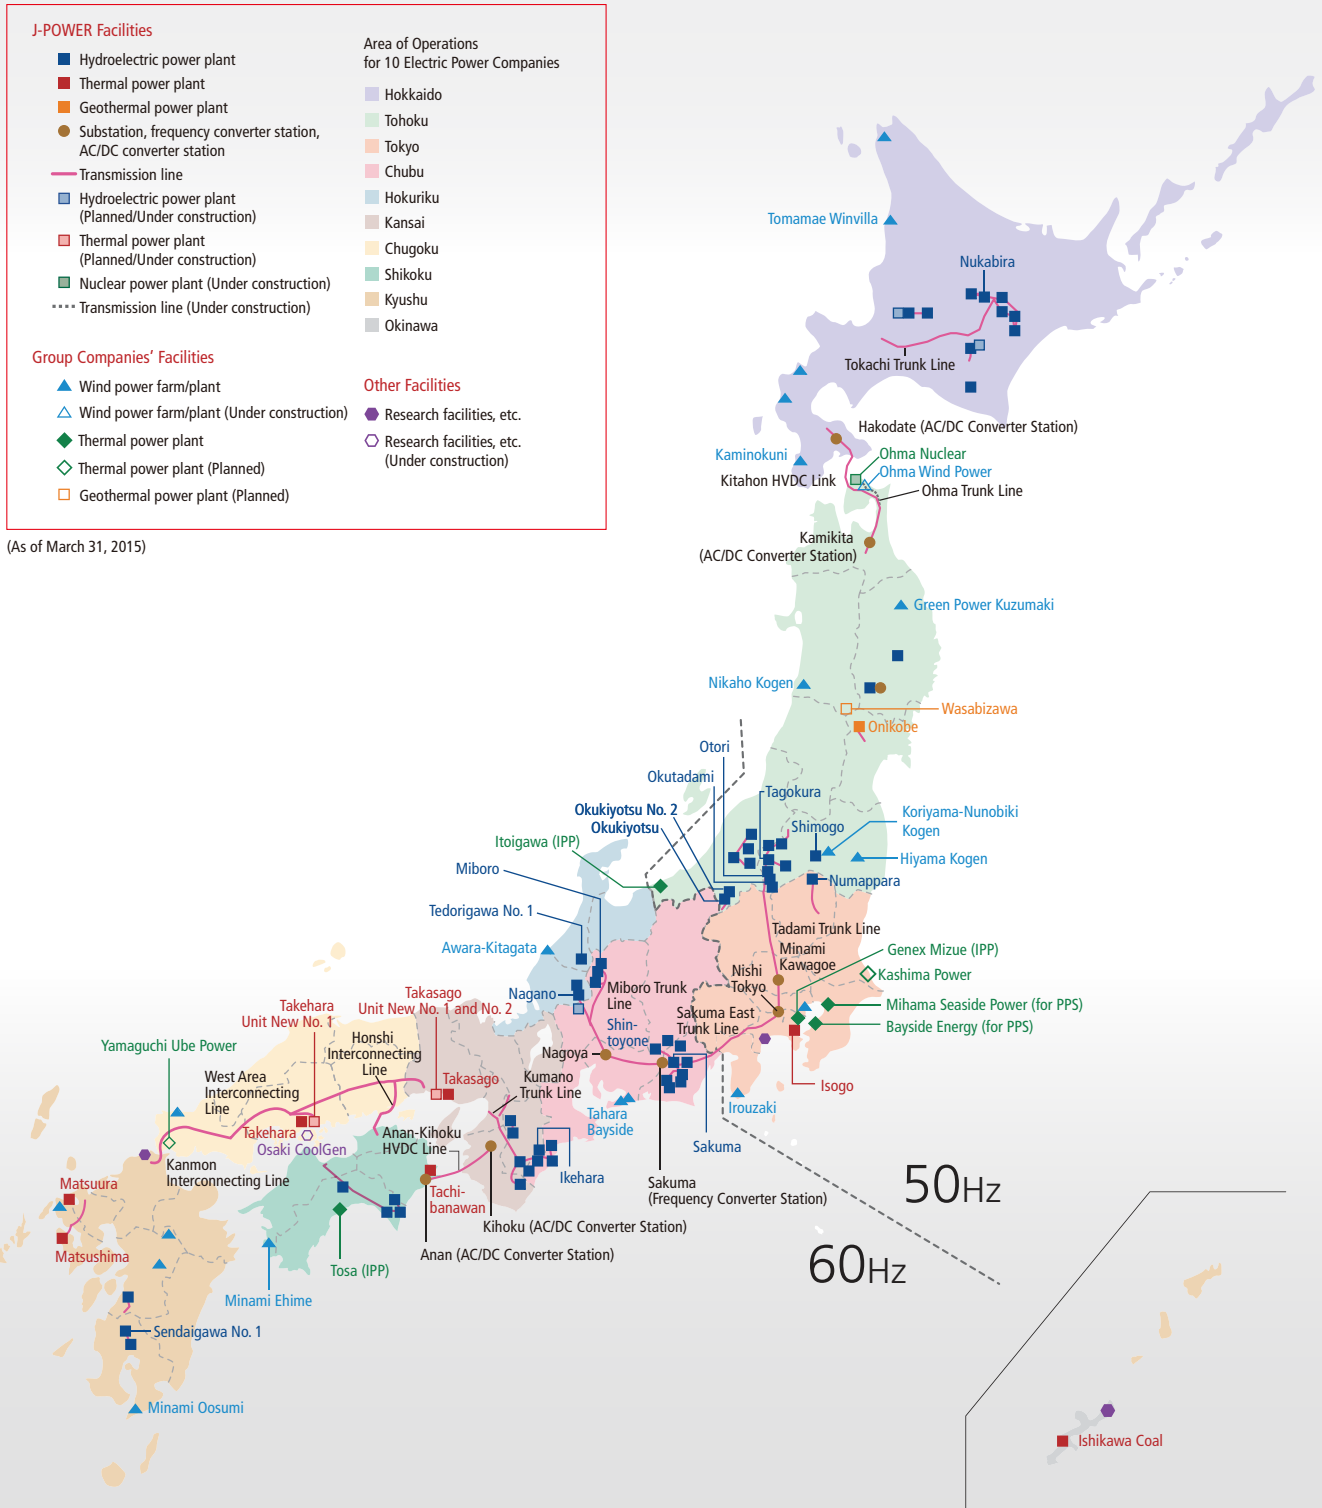 J-POWER Facilities
Hydroelectric power plant
Thermal power plant
Geothermal power plant
Substation, frequency converter station,
AC/DC converter station
Transmission line
Hydroelectric power plant
(Planned/Under construction)
Thermal power plant
(Planned/Under construction)
Nuclear power plant (Under construction)
Transmission line (Under construction)
Group Companies’ Facilities
Wind power farm/plant
Wind power farm/plant (Under construction)
Thermal power plant
Thermal power plant (Planned)
Geothermal power plant (Planned)
Area of Operations
for 10 Electric Power Companies
Hokkaido
Tohoku
Tokyo
Chubu
Hokuriku
Kansai
Chugoku
Shikoku
Kyushu
Okinawa
Other Facilities
Research facilities, etc.
Research facilities, etc.
(Under construction)
(As of March 31, 2015)
Tomamae Winvilla
Nukabira
Tokachi Trunk Line
Hakodate (AC/DC Converter Station)
Kaminokuni
Ohma Nuclear
Ohma Wind Power
Kitahon HVDC Link
Ohma Trunk Line
Kamikita
(AC/DC Converter Station)
Green Power Kuzumaki
Nikaho Kogen
Wasabizawa
Onikobe
Otori
Okutadami
Tagokura
Okukiyotsu No. 2
Okukiyotsu
Shimogo
Koriyama-Nunobiki
Kogen
Itoigawa (IPP)
Hiyama Kogen
Miboro
Numappara
Tedorigawa No. 1
Tadami Trunk Line
Awara-Kitagata
Minami
Kawagoe
Genex Mizue (IPP)
Nishi
Tokyo
Kashima Power
Nagano
Miboro Trunk
Line
Takasago
Unit New No. 1 and No. 2
Takehara
Unit New No. 1
Sakuma East
Trunk Line
Mihama Seaside Power (for PPS)
Bayside Energy (for PPS)
Shin-
toyone
Honshi
Interconnecting
Line
Yamaguchi Ube Power
Nagoya
West Area
Interconnecting
Line
Takasago
Kumano
Trunk Line
Isogo
Irouzaki
Tahara
Bayside
Takehara
Osaki CoolGen
Anan-Kihoku
HVDC Line
Sakuma
Kanmon
Interconnecting Line
Ikehara
Matsuura
Tachi-
banawan
Sakuma
(Frequency Converter Station)
50Hz
Kihoku (AC/DC Converter Station)
Matsushima
Anan (AC/DC Converter Station)
Tosa (IPP)
60Hz
Minami Ehime
Sendaigawa No. 1
Minami Oosumi
Ishikawa Coal